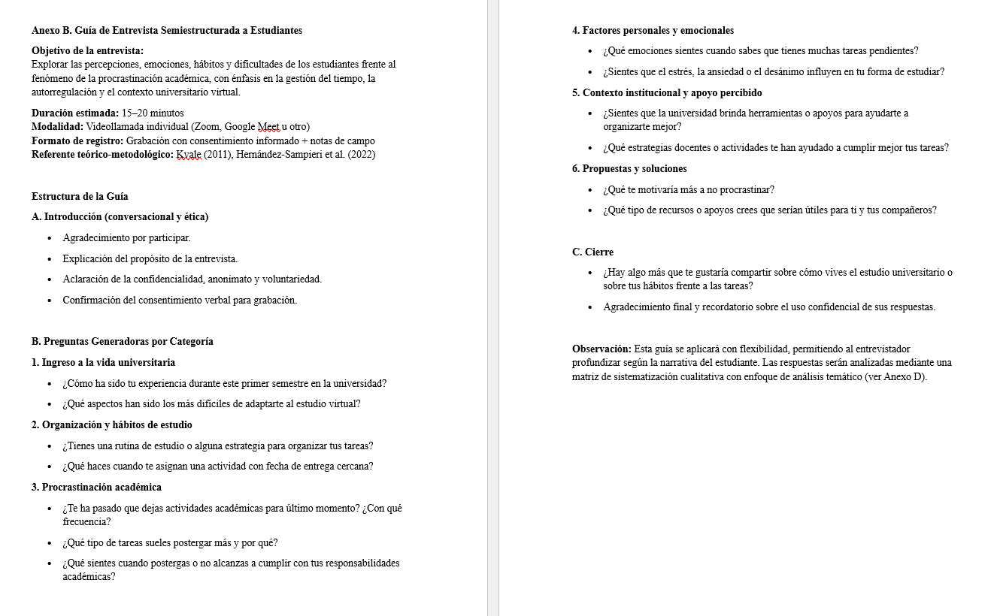 Anexo B. Guía de Entrevista Semiestructurada a Estudiantes
Objetivo de la entrevista:
Explorar las percepciones, emociones, hábitos y dificultades de los estudiantes frente al
fenómeno de la procrastinación académica, con énfasis en la gestión del tiempo, la
autorregulación y el contexto universitario virtual.
Duración estimada: 15–20 minutos
Modalidad: Videollamada individual (Zoom, Google Meet u otro)
Formato de registro: Grabación con consentimiento informado + notas de campo
Referente teórico-metodológico: Kvale (2011), Hernández-Sampieri et al. (2022)
Estructura de la Guía
A. Introducción (conversacional y ética)
• Agradecimiento por participar.
• Explicación del propósito de la entrevista.
• Aclaración de la confidencialidad, anonimato y voluntariedad.
• Confirmación del consentimiento verbal para grabación.
B. Preguntas Generadoras por Categoría
1. Ingreso a la vida universitaria
• ¿Cómo ha sido tu experiencia durante este primer semestre en la universidad?
• ¿Qué aspectos han sido los más difíciles de adaptarte al estudio virtual?
2. Organización y hábitos de estudio
• ¿Tienes una rutina de estudio o alguna estrategia para organizar tus tareas?
• ¿Qué haces cuando te asignan una actividad con fecha de entrega cercana?
3. Procrastinación académica
• ¿Te ha pasado que dejas actividades académicas para último momento? ¿Con qué
frecuencia?
• ¿Qué tipo de tareas sueles postergar más y por qué?
• ¿Qué sientes cuando postergas o no alcanzas a cumplir con tus responsabilidades
académicas?
4. Factores personales y emocionales
• ¿Qué emociones sientes cuando sabes que tienes muchas tareas pendientes?
• ¿Sientes que el estrés, la ansiedad o el desánimo influyen en tu forma de estudiar?
5. Contexto institucional y apoyo percibido
• ¿Sientes que la universidad brinda herramientas o apoyos para ayudarte a
organizarte mejor?
• ¿Qué estrategias docentes o actividades te han ayudado a cumplir mejor tus tareas?
6. Propuestas y soluciones
• ¿Qué te motivaría más a no procrastinar?
• ¿Qué tipo de recursos o apoyos crees que serían útiles para ti y tus compañeros?
C. Cierre
• ¿Hay algo más que te gustaría compartir sobre cómo vives el estudio universitario o
sobre tus hábitos frente a las tareas?
• Agradecimiento final y recordatorio sobre el uso confidencial de sus respuestas.
Observación: Esta guía se aplicará con flexibilidad, permitiendo al entrevistador
profundizar según la narrativa del estudiante. Las respuestas serán analizadas mediante una
matriz de sistematización cualitativa con enfoque de análisis temático (ver Anexo D).